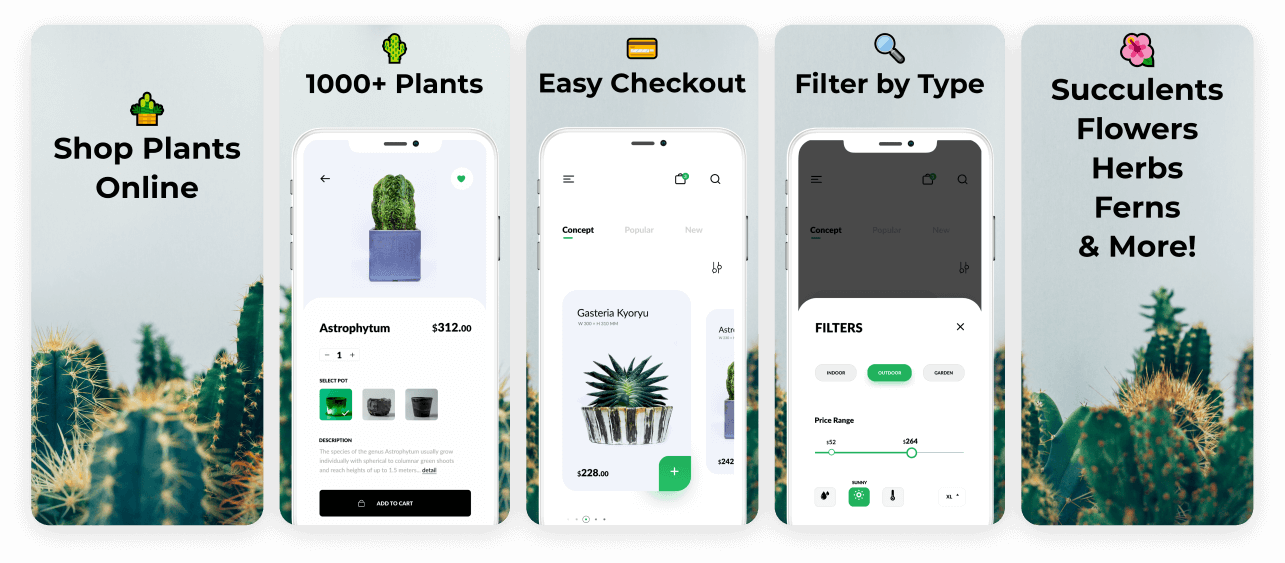 Shop Plants
Online
1000+ Plants
Astrophytum
$312.00
− 1 +
SELECT POT
DESCRIPTION
The species of the genus Astrophytum usually grow
individually with spherical to columnar green shoots
and reach heights of up to 1.5 meters.. detail
ADD TO CART
Easy Checkout
Concept Popular New
Gasteria Kyoryu
Astr
$228.00
+
$242
Filter by Type
Concept Popular New
FILTERS
INDOOR OUTDOOR GARDEN
Price Range
$52 $264
SUNNY
XL
Succulents
Flowers
Herbs
Ferns
& More!